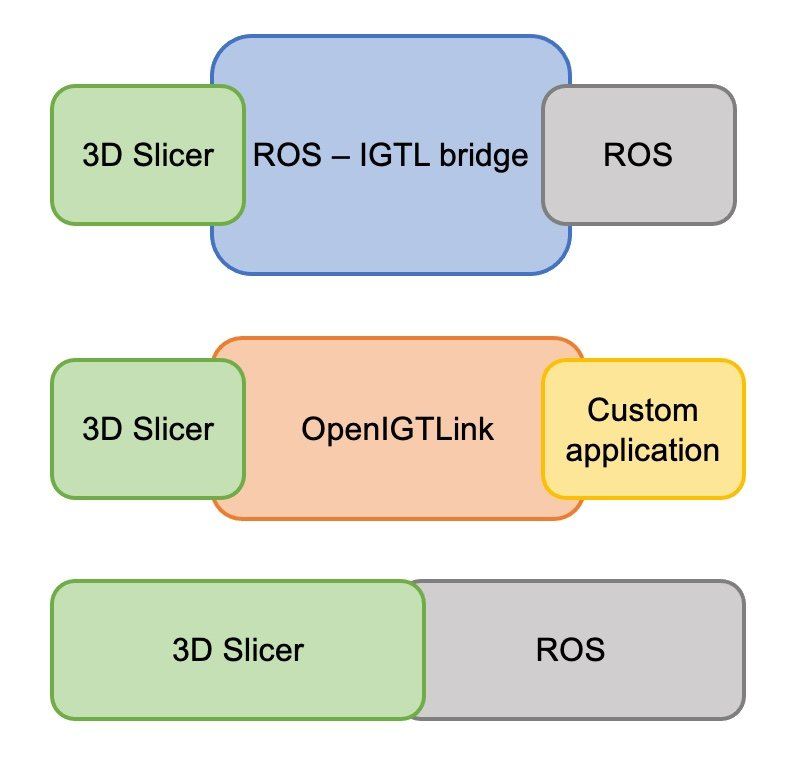 3D Slicer
ROS – IGTL bridge
ROS
3D Slicer
OpenIGTLink
Custom
application
3D Slicer
ROS